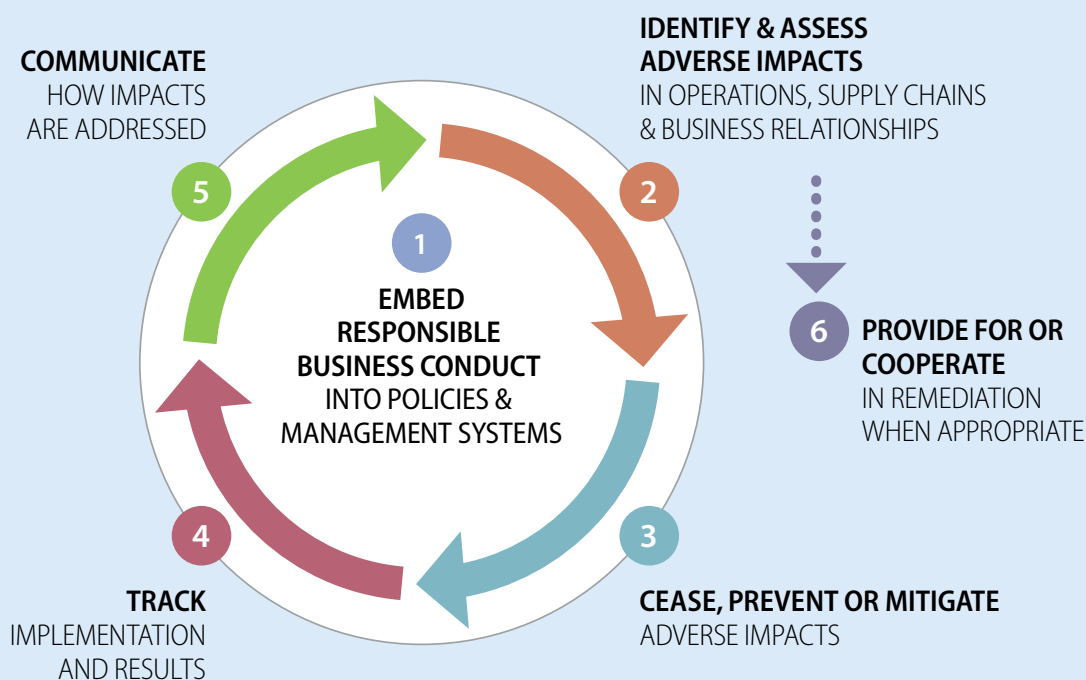 1
EMBED
RESPONSIBLE
BUSINESS CONDUCT
INTO POLICIES &
MANAGEMENT SYSTEMS
2
IDENTIFY & ASSESS
ADVERSE IMPACTS
IN OPERATIONS, SUPPLY CHAINS
& BUSINESS RELATIONSHIPS
3
CEASE, PREVENT OR MITIGATE
ADVERSE IMPACTS
4
TRACK
IMPLEMENTATION
AND RESULTS
5
COMMUNICATE
HOW IMPACTS
ARE ADDRESSED
6
PROVIDE FOR OR
COOPERATE
IN REMEDIATION
WHEN APPROPRIATE